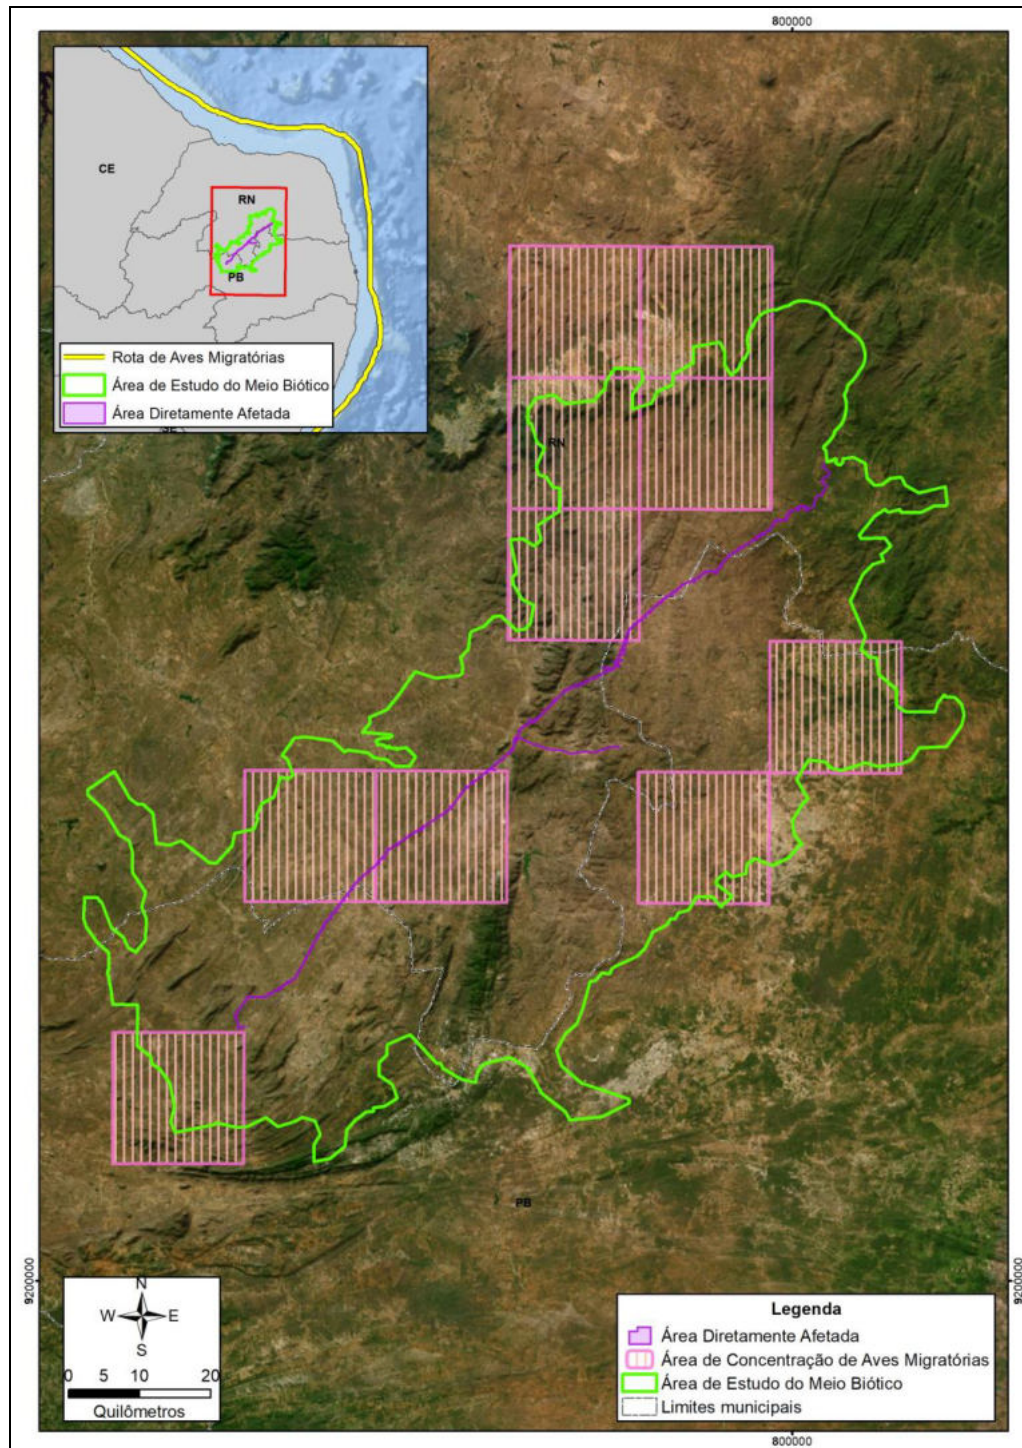 800000
CE
RN
PB
Rota de Aves Migratórias
Área de Estudo do Meio Biótico
Área Diretamente Afetada
SE
RN
PB
9200000
9200000
N
W
E
S
0 5 10 20
Quilômetros
Legenda
Área Diretamente Afetada
Área de Concentração de Aves Migratórias
Área de Estudo do Meio Biótico
Limites municipais
800000